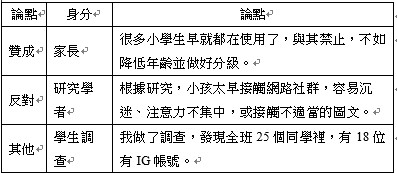 論點 身分 論點
贊成 家長 很多小學生早就都在使用了，與其禁止，不如
降低年齡並做好分級。
反對 研究學
者 根據研究，小孩太早接觸網路社群，容易沉
迷、注意力不集中，或接觸不適當的圖文。
其他 學生調
查 我做了調查，發現全班 25 個同學裡，有 18 位
有 IG 帳號。